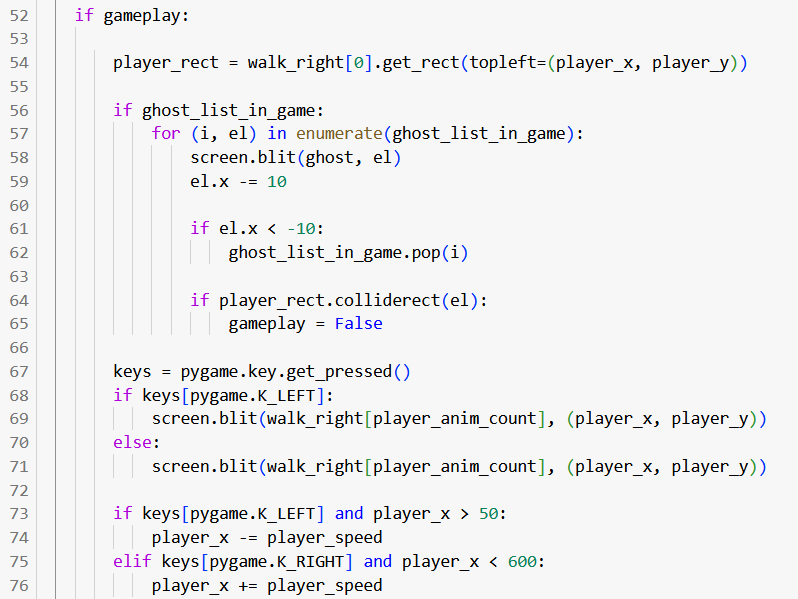 52 if gameplay:
53
54 player_rect = walk_right[0].get_rect(topleft=(player_x, player_y))
55
56 if ghost_list_in_game:
57 for (i, el) in enumerate(ghost_list_in_game):
58 screen.blit(ghost, el)
59 el.x -= 10
60
61 if el.x < -10:
62 ghost_list_in_game.pop(i)
63
64 if player_rect.colliderect(el):
65 gameplay = False
66
67 keys = pygame.key.get_pressed()
68 if keys[pygame.K_LEFT]:
69 screen.blit(walk_right[player_anim_count], (player_x, player_y))
70 else:
71 screen.blit(walk_right[player_anim_count], (player_x, player_y))
72
73 if keys[pygame.K_LEFT] and player_x > 50:
74 player_x -= player_speed
75 elif keys[pygame.K_RIGHT] and player_x < 600:
76 player_x += player_speed